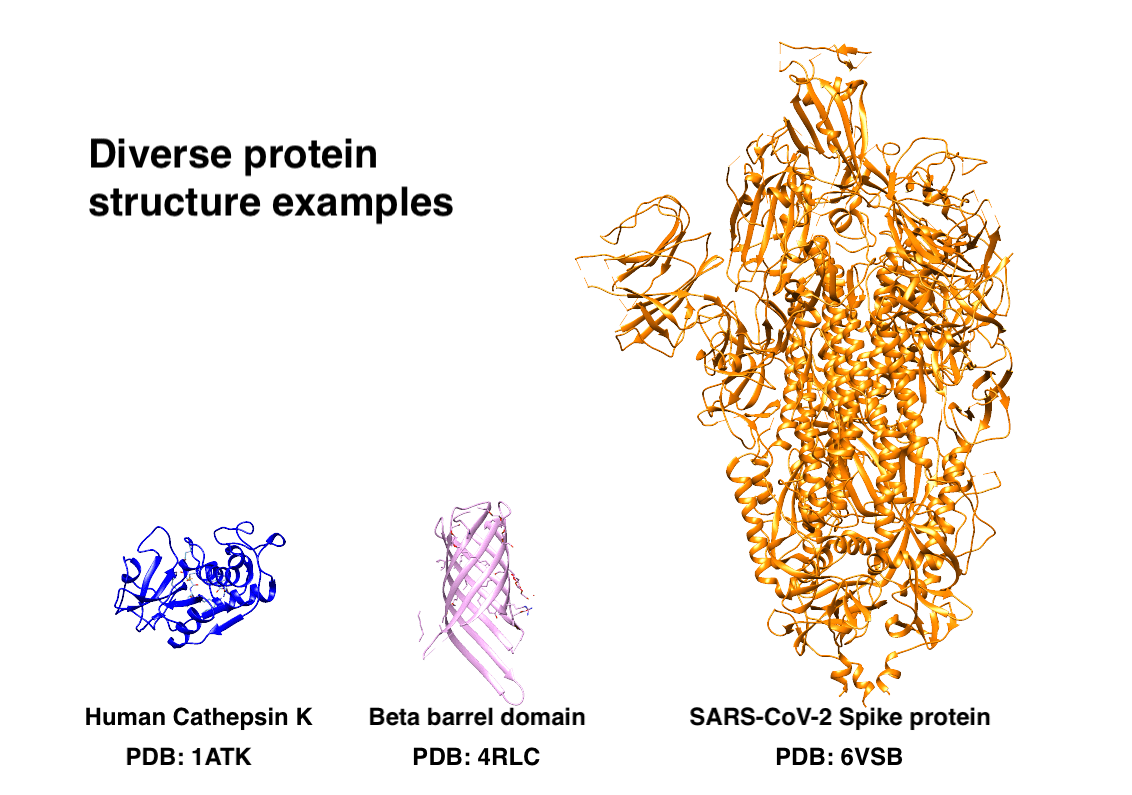 Diverse protein
structure examples
Human Cathepsin K
PDB: 1ATK
Beta barrel domain
PDB: 4RLC
SARS-CoV-2 Spike protein
PDB: 6VSB